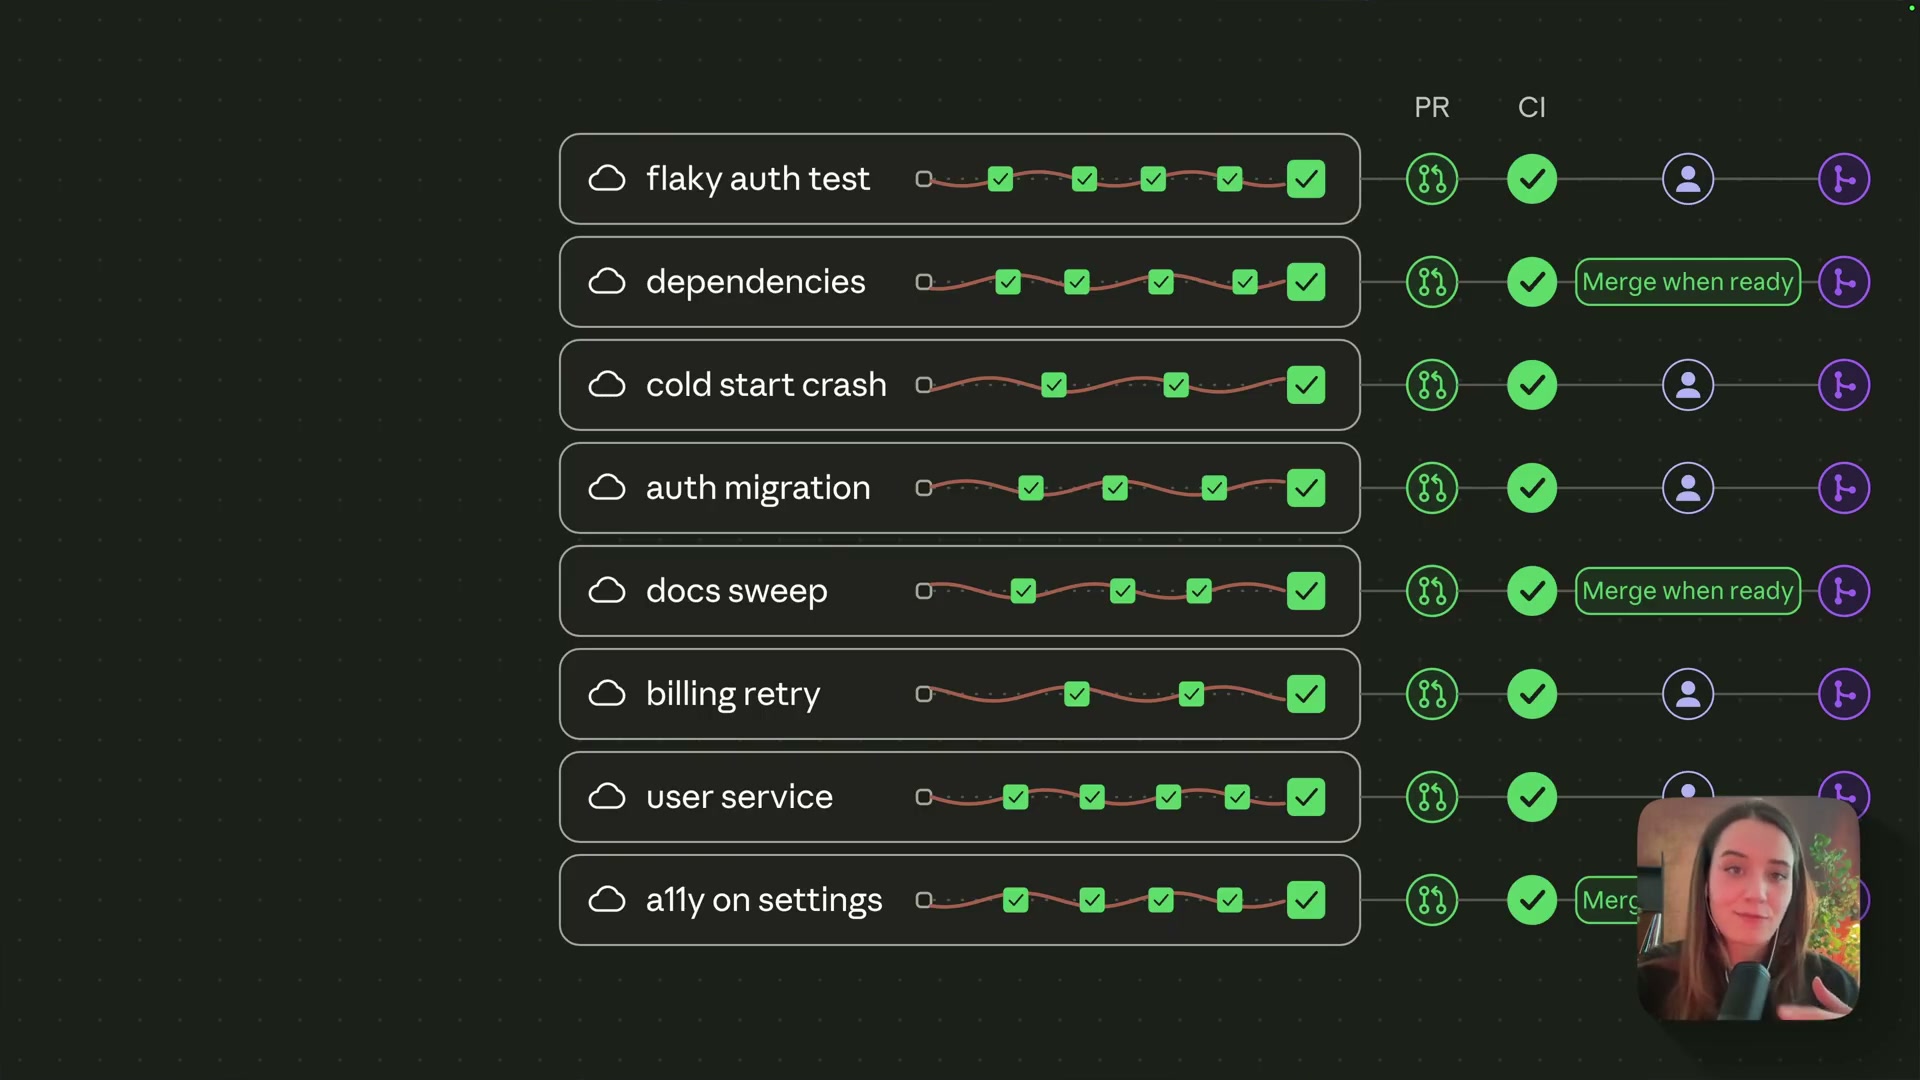 PR CI
flaky auth test
dependencies Merge when ready
cold start crash
auth migration
docs sweep Merge when ready
billing retry
user service
a11y on settings